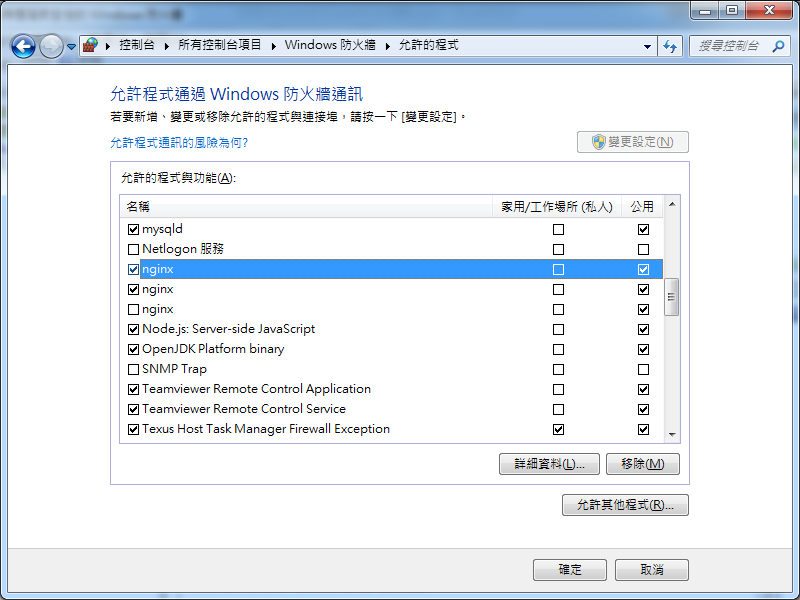 控制台 ▸ 所有控制台項目 ▸ Windows 防火牆 ▸ 允許的程式
搜尋控制台
允許程式通過 Windows 防火牆通訊
若要新增、變更或移除允許的程式與連接埠，請按一下 [變更設定]。
允許程式通訊的風險為何?
變更設定(N)
允許的程式與功能(A):
名稱 家用/工作場所 (私人) 公用
mysqld
Netlogon 服務
nginx
nginx
nginx
Node.js: Server-side JavaScript
OpenJDK Platform binary
SNMP Trap
Teamviewer Remote Control Application
Teamviewer Remote Control Service
Texus Host Task Manager Firewall Exception
詳細資料(L)... 移除(M)
允許其他程式(R)...
確定 取消